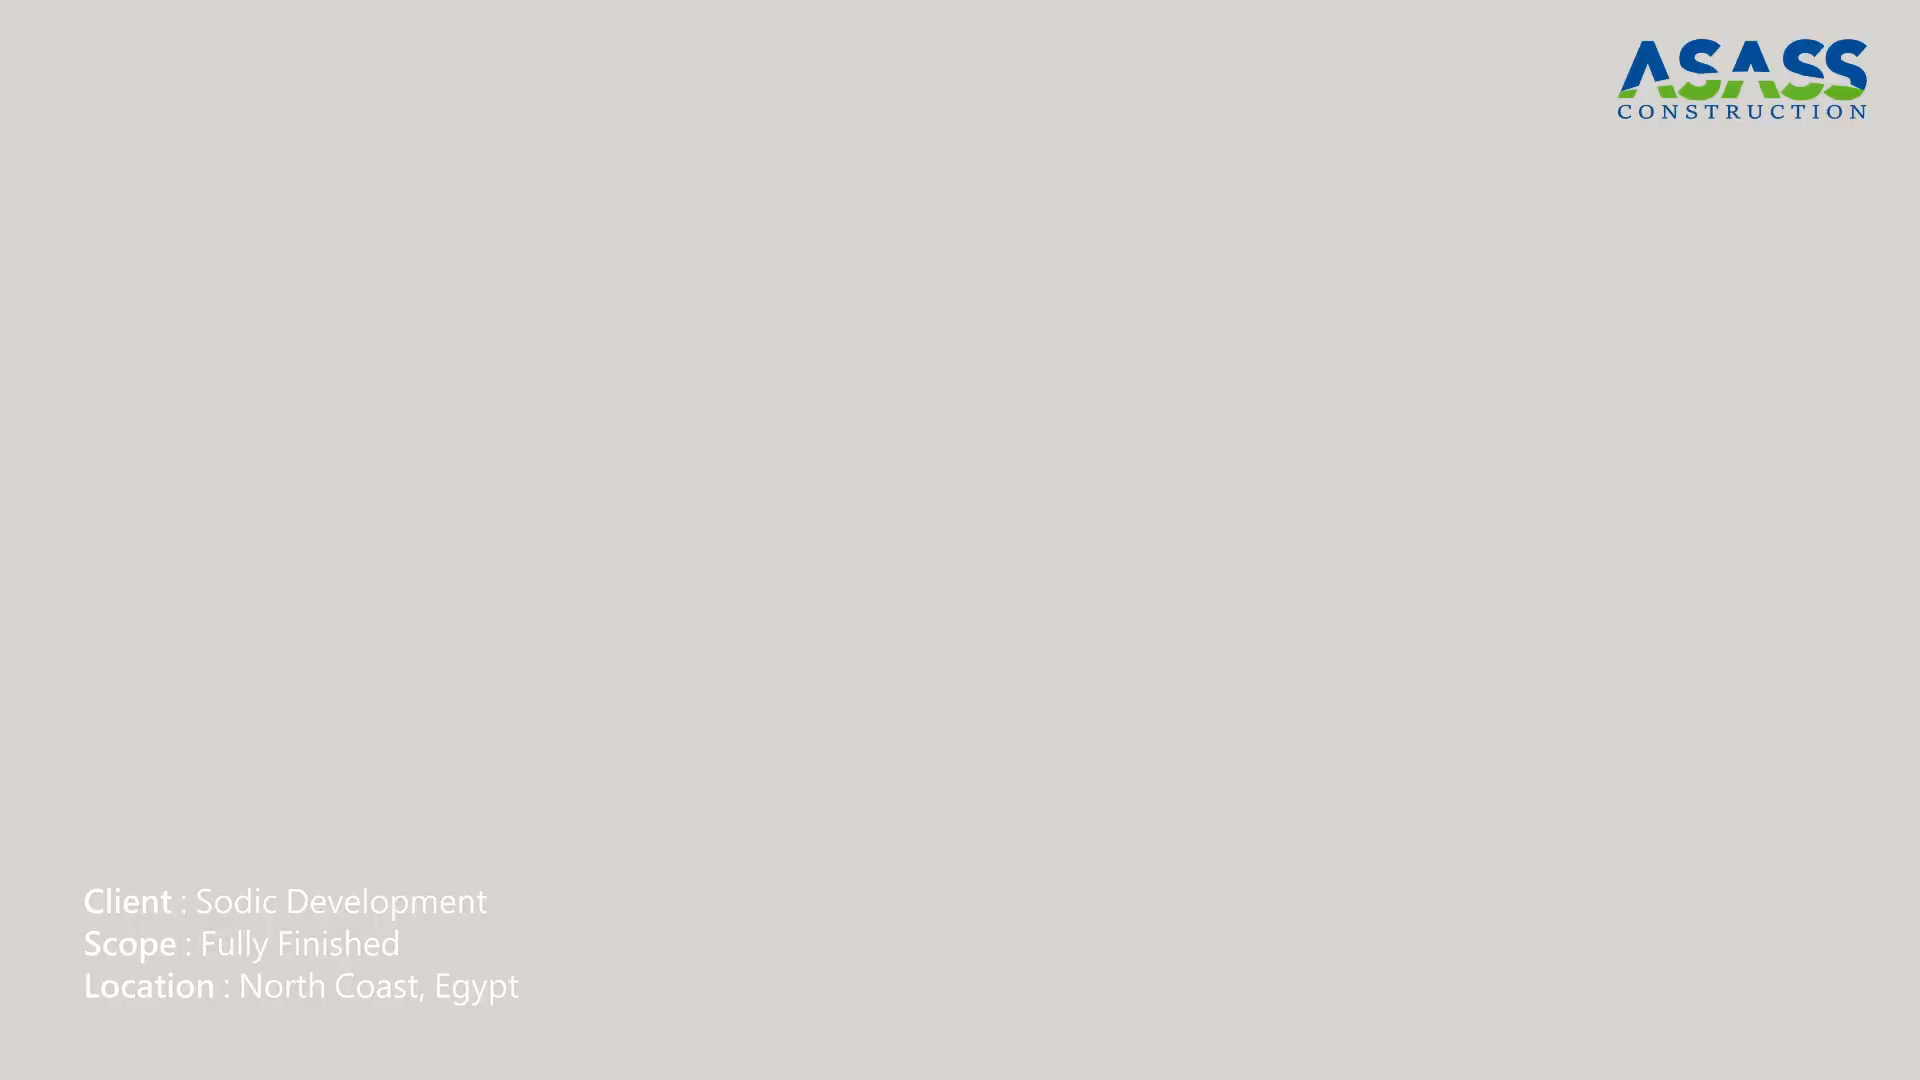 ASASS
CONSTRUCTION
Client : Sodic Development
Scope : Fully Finished
Location : North Coast, Egypt